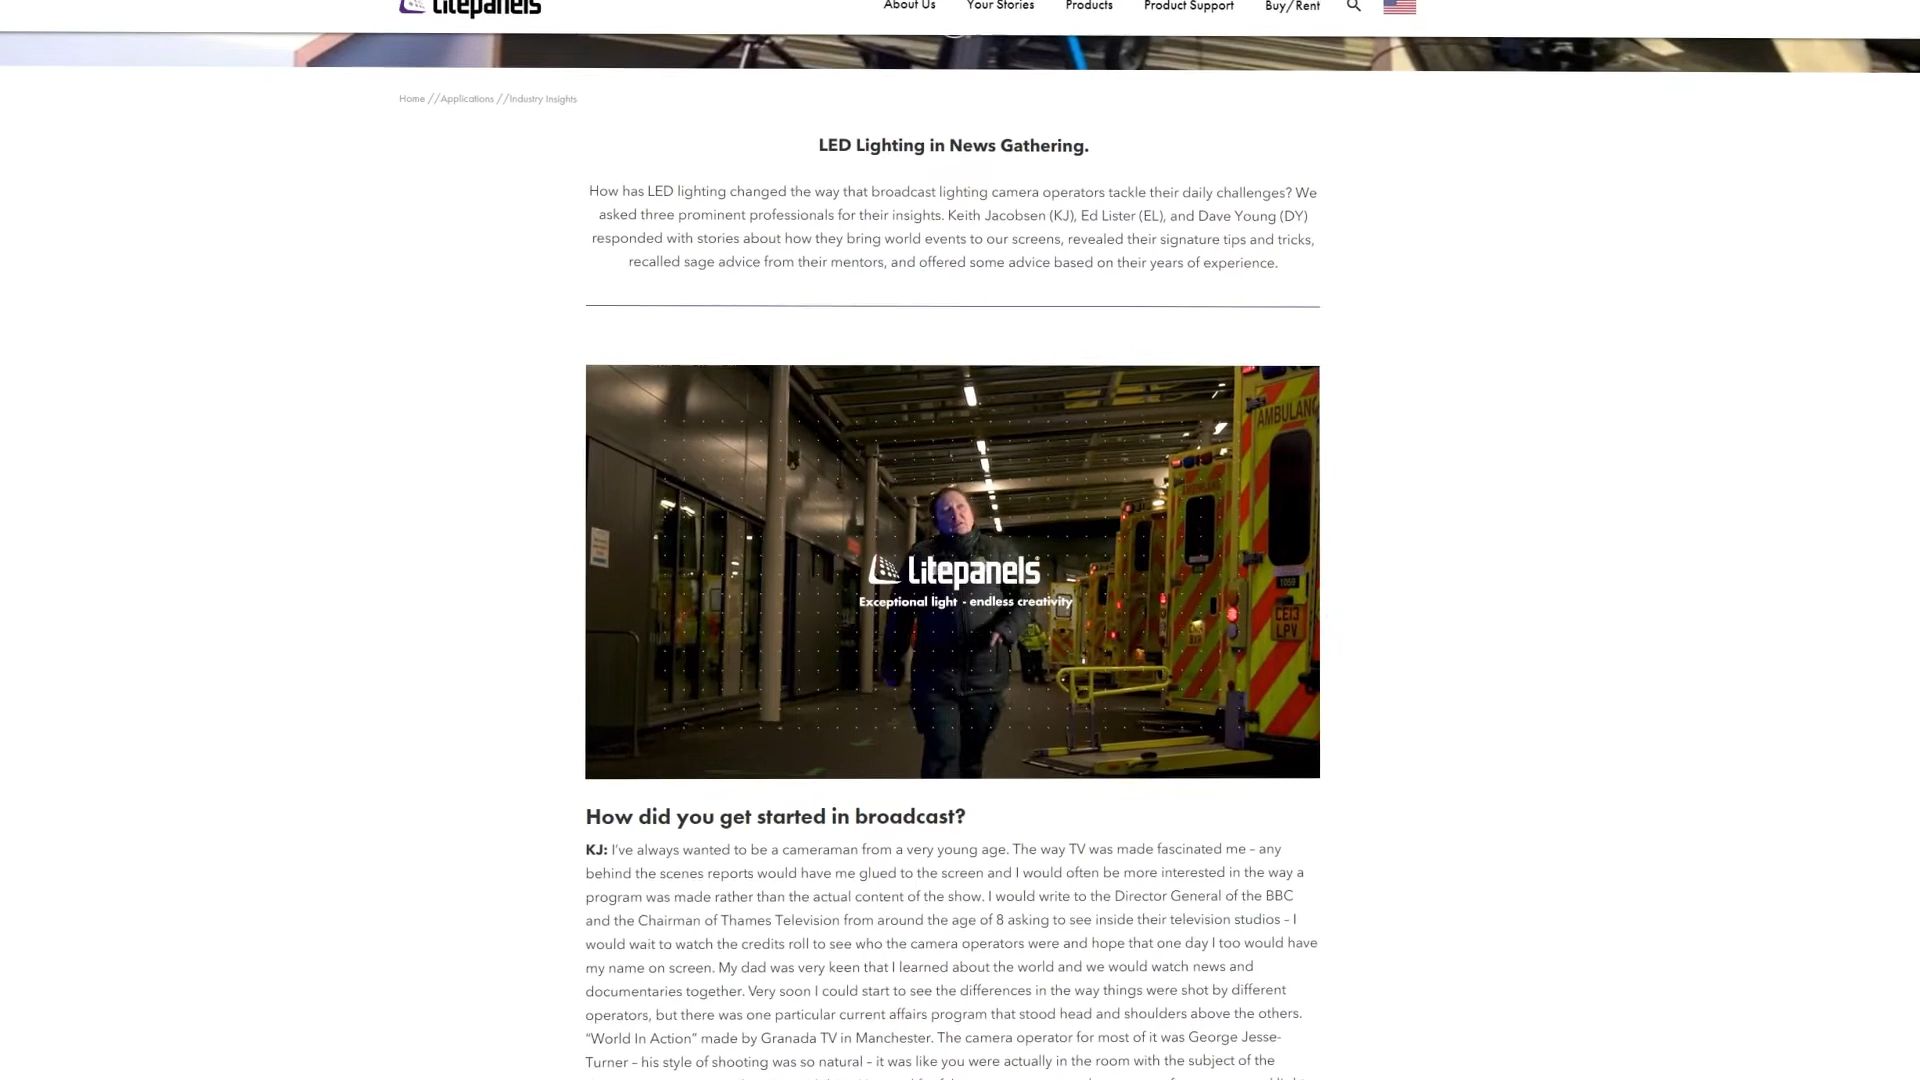 Litepanels
About Us
Your Stories
Products
Product Support
Buy/Rent
Home //Applications //Industry Insights
LED Lighting in News Gathering.
How has LED lighting changed the way that broadcast lighting camera operators tackle their daily challenges? We
asked three prominent professionals for their insights. Keith Jacobsen (KJ), Ed Lister (EL), and Dave Young (DY)
responded with stories about how they bring world events to our screens, revealed their signature tips and tricks,
recalled sage advice from their mentors, and offered some advice based on their years of experience.
AMBULANC
Litepanels
Exceptional light - endless creativity
CE13
LPV
How did you get started in broadcast?
KJ: I've always wanted to be a cameraman from a very young age. The way TV was made fascinated me – any
behind the scenes reports would have me glued to the screen and I would often be more interested in the way a
program was made rather than the actual content of the show. I would write to the Director General of the BBC
and the Chairman of Thames Television from around the age of 8 asking to see inside their television studios – I
would wait to watch the credits roll to see who the camera operators were and hope that one day I too would have
my name on screen. My dad was very keen that I learned about the world and we would watch news and
documentaries together. Very soon I could start to see the differences in the way things were shot by different
operators, but there was one particular current affairs program that stood head and shoulders above the others.
“World In Action” made by Granada TV in Manchester. The camera operator for most of it was George Jesse-
Turner – his style of shooting was so natural – it was like you were actually in the room with the subject of the